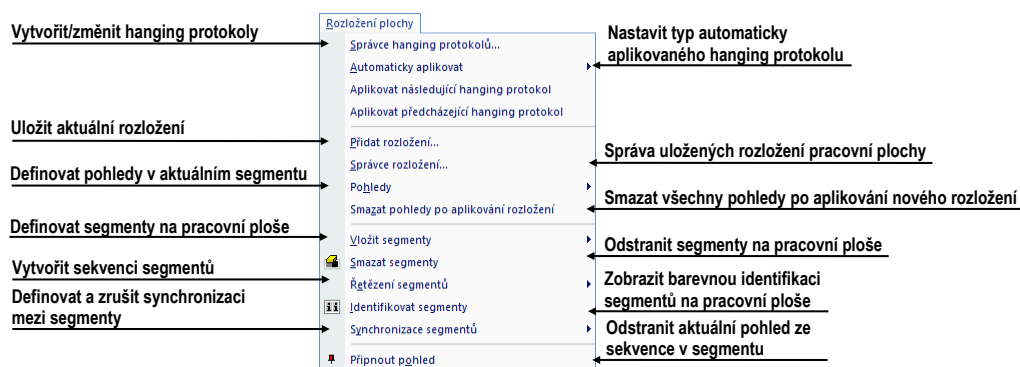 Rozložení plochy
Vytvořit/změnit hanging protokoly
Správce hanging protokolů...
Nastavit typ automaticky
aplikovaného hanging protokolu
Automaticky aplikovat
Aplikovat následující hanging protokol
Aplikovat předcházející hanging protokol
Uložit aktuální rozložení
Přidat rozložení...
Správa uložených rozložení pracovní plochy
Správce rozložení...
Definovat pohledy v aktuálním segmentu
Pohledy
Smazat všechny pohledy po aplikování nového rozložení
Smazat pohledy po aplikování rozložení
Definovat segmenty na pracovní ploše
Vložit segmenty
Odstranit segmenty na pracovní ploše
Smazat segmenty
Vytvořit sekvenci segmentů
Řetězení segmentů
Zobrazit barevnou identifikaci
segmentů na pracovní ploše
Identifikovat segmenty
Definovat a zrušit synchronizaci
mezi segmenty
Synchronizace segmentů
Odstranit aktuální pohled ze
sekvence v segmentu
Připnout pohled